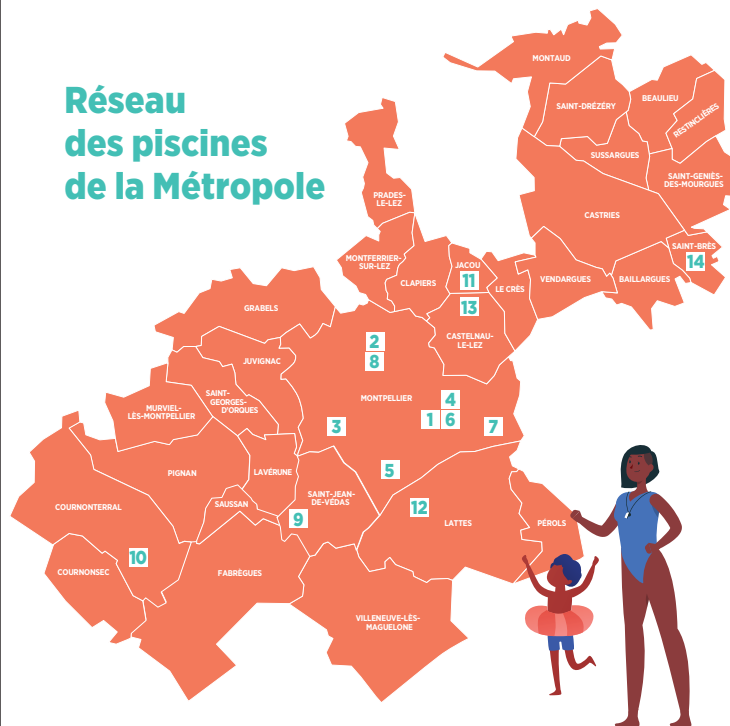 Réseau
des piscines
de la Métropole
MONTAUD
SAINT-DRÉZÉRY
BEAULIEU
RESTINCLIÈRES
SUSSARGUES
SAINT-GENIÈS-
DES-MOURGUES
CASTRIES
PRADES-
LE-LEZ
SAINT-BRÈS
14
MONTFERRIER-
SUR-LEZ
CLAPIERS
JACOU
11
LE CRÈS
VENDARGUES
BAILLARGUES
13
CASTELNAU-
LE-LEZ
GRABELS
2
8
JUVIGNAC
SAINT-
GEORGES-
D'ORQUES
MURVIEL-
LÈS-MONTPELLIER
MONTPELLIER
4
1
6
3
7
5
PIGNAN
LAVÉRUNE
SAINT-JEAN-
DE-VÉDAS
SAUSSAN
9
12
LATTES
PÉROLS
COURNONTERRAL
10
COURNONSEC
FABRÈGUES
VILLENEUVE-LÈS-
MAGUELONE